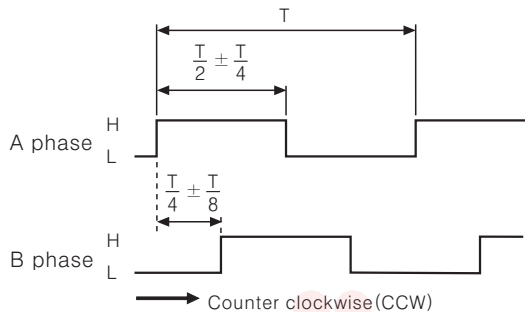 T
T/2 ± T/4
H
A phase
L
T/4 ± T/8
H
B phase
L
Counter clockwise(CCW)